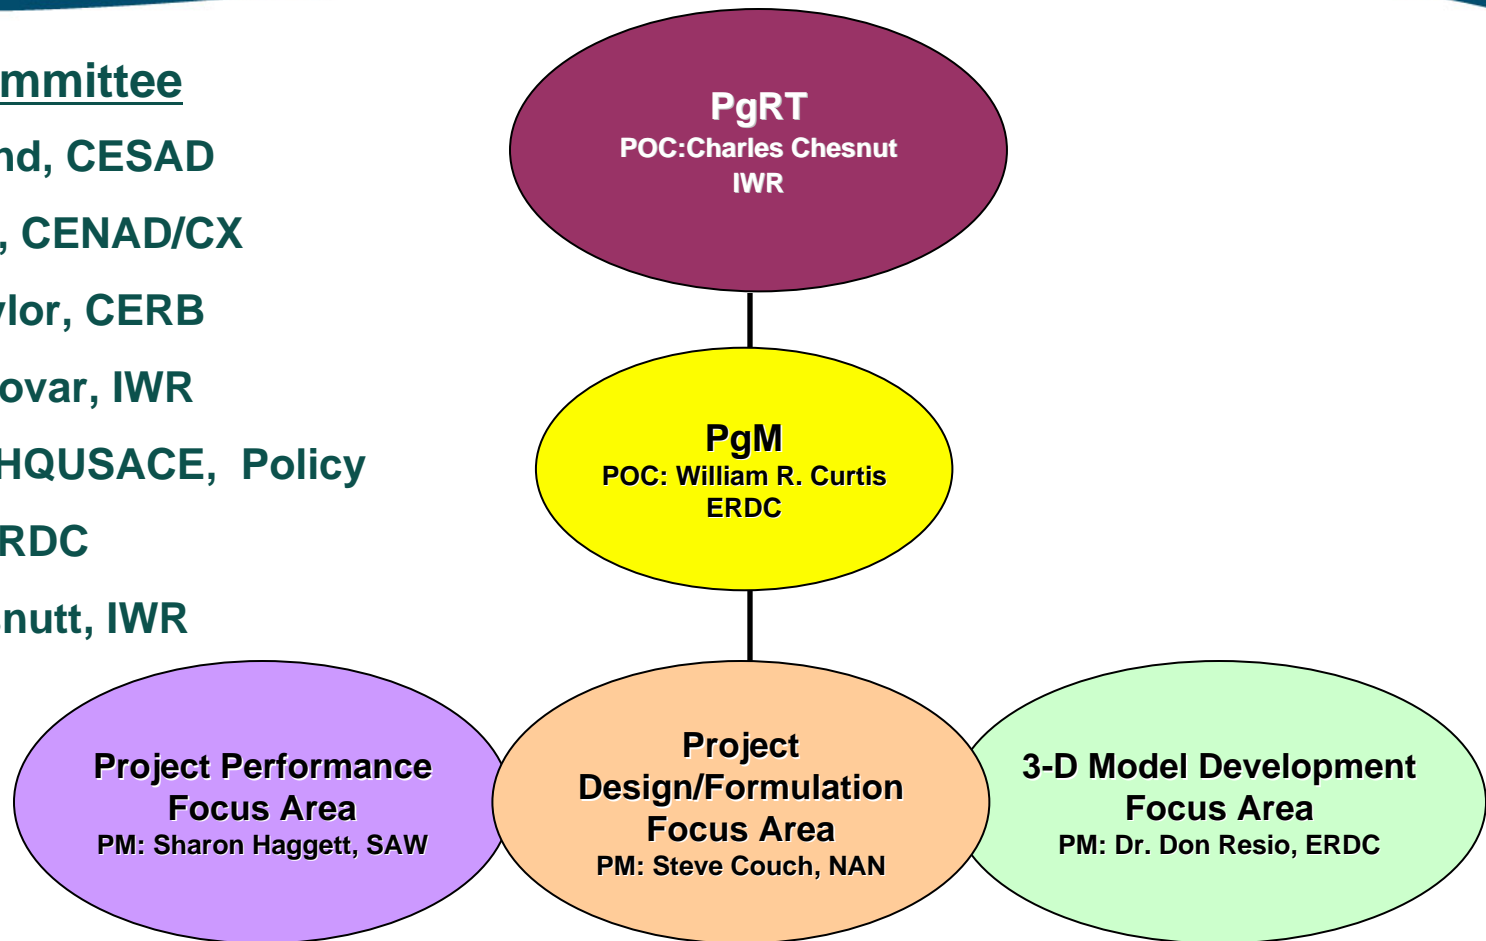 mmittee
nd, CESAD
, CENAD/CX
ylor, CERB
ovar, IWR
HQUSACE, Policy
RDC
nutt, IWR
PgRT
POC:Charles Chesnut
IWR
PgM
POC: William R. Curtis
ERDC
Project Performance
Focus Area
PM: Sharon Haggett, SAW
Project
Design/Formulation
Focus Area
PM: Steve Couch, NAN
3-D Model Development
Focus Area
PM: Dr. Don Resio, ERDC